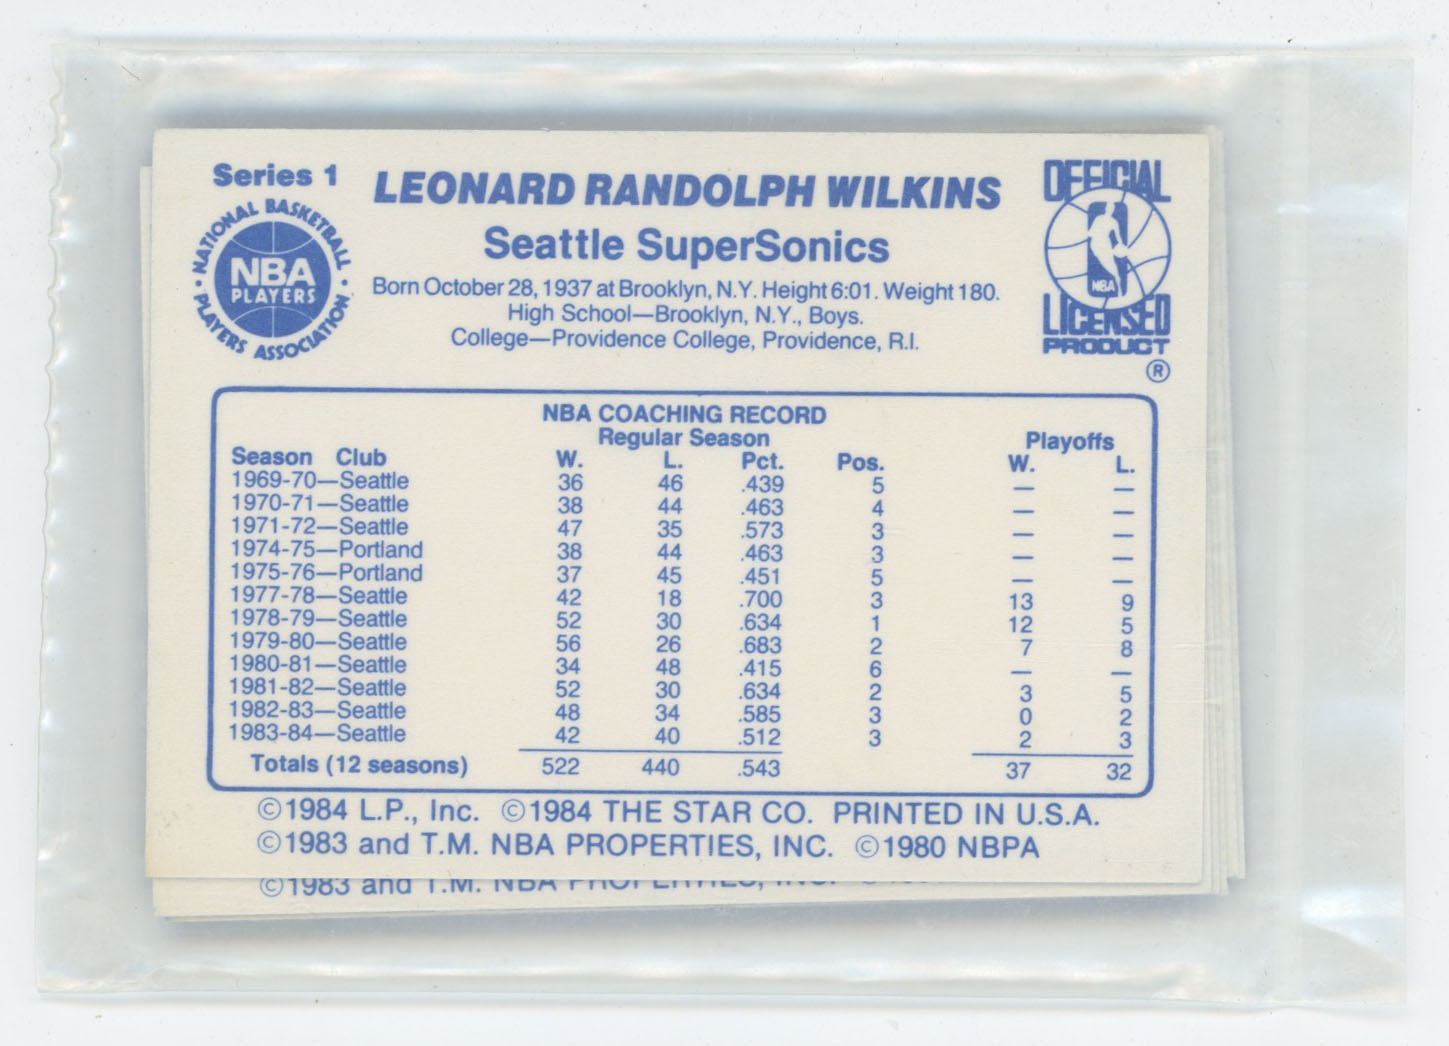 Series 1
NATIONAL BASKETBALL
NBA
PLAYERS
PLAYERS ASSOCIATION
LEONARD RANDOLPH WILKINS
Seattle SuperSonics
Born October 28, 1937 at Brooklyn, N.Y. Height 6:01. Weight 180.
High School—Brooklyn, N.Y., Boys.
College—Providence College, Providence, R.I.
OFFICIAL
NBA
LICENSED
PRODUCT
®
NBA COACHING RECORD
Regular Season Playoffs
Season Club W. L. Pct. Pos. W. L.
1969-70—Seattle 36 46 .439 5 — —
1970-71—Seattle 38 44 .463 4 — —
1971-72—Seattle 47 35 .573 3 — —
1974-75—Portland 38 44 .463 3 — —
1975-76—Portland 37 45 .451 5 — —
1977-78—Seattle 42 18 .700 3 13 9
1978-79—Seattle 52 30 .634 1 12 5
1979-80—Seattle 56 26 .683 2 7 8
1980-81—Seattle 34 48 .415 6 — —
1981-82—Seattle 52 30 .634 2 3 5
1982-83—Seattle 48 34 .585 3 0 2
1983-84—Seattle 42 40 .512 3 2 3
Totals (12 seasons) 522 440 .543 37 32
©1984 L.P., Inc. ©1984 THE STAR CO. PRINTED IN U.S.A.
©1983 and T.M. NBA PROPERTIES, INC. ©1980 NBPA
©1983 and T.M. NBA PROPERTIES, INC.